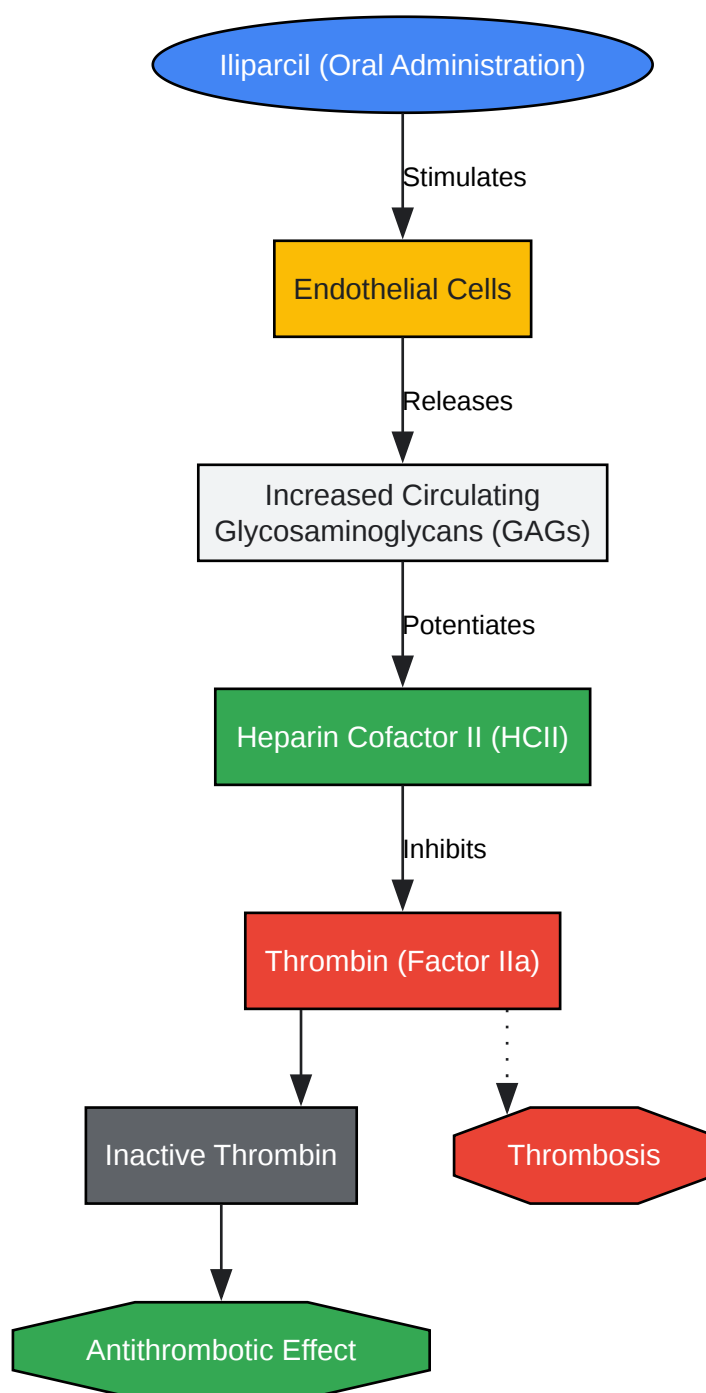 Iliparcil (Oral Administration)
Stimulates
Endothelial Cells
Releases
Increased Circulating
Glycosaminoglycans (GAGs)
Potentiates
Heparin Cofactor II (HCII)
Inhibits
Thrombin (Factor IIa)
Inactive Thrombin
Thrombosis
Antithrombotic Effect